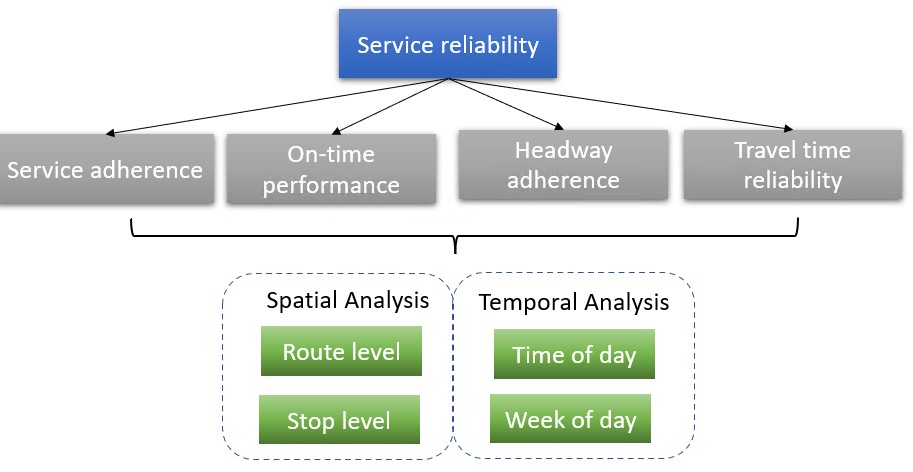 Service reliability
Service adherence
On-time
performance
Headway
adherence
Travel time
reliability
Spatial Analysis
Route level
Stop level
Temporal Analysis
Time of day
Week of day